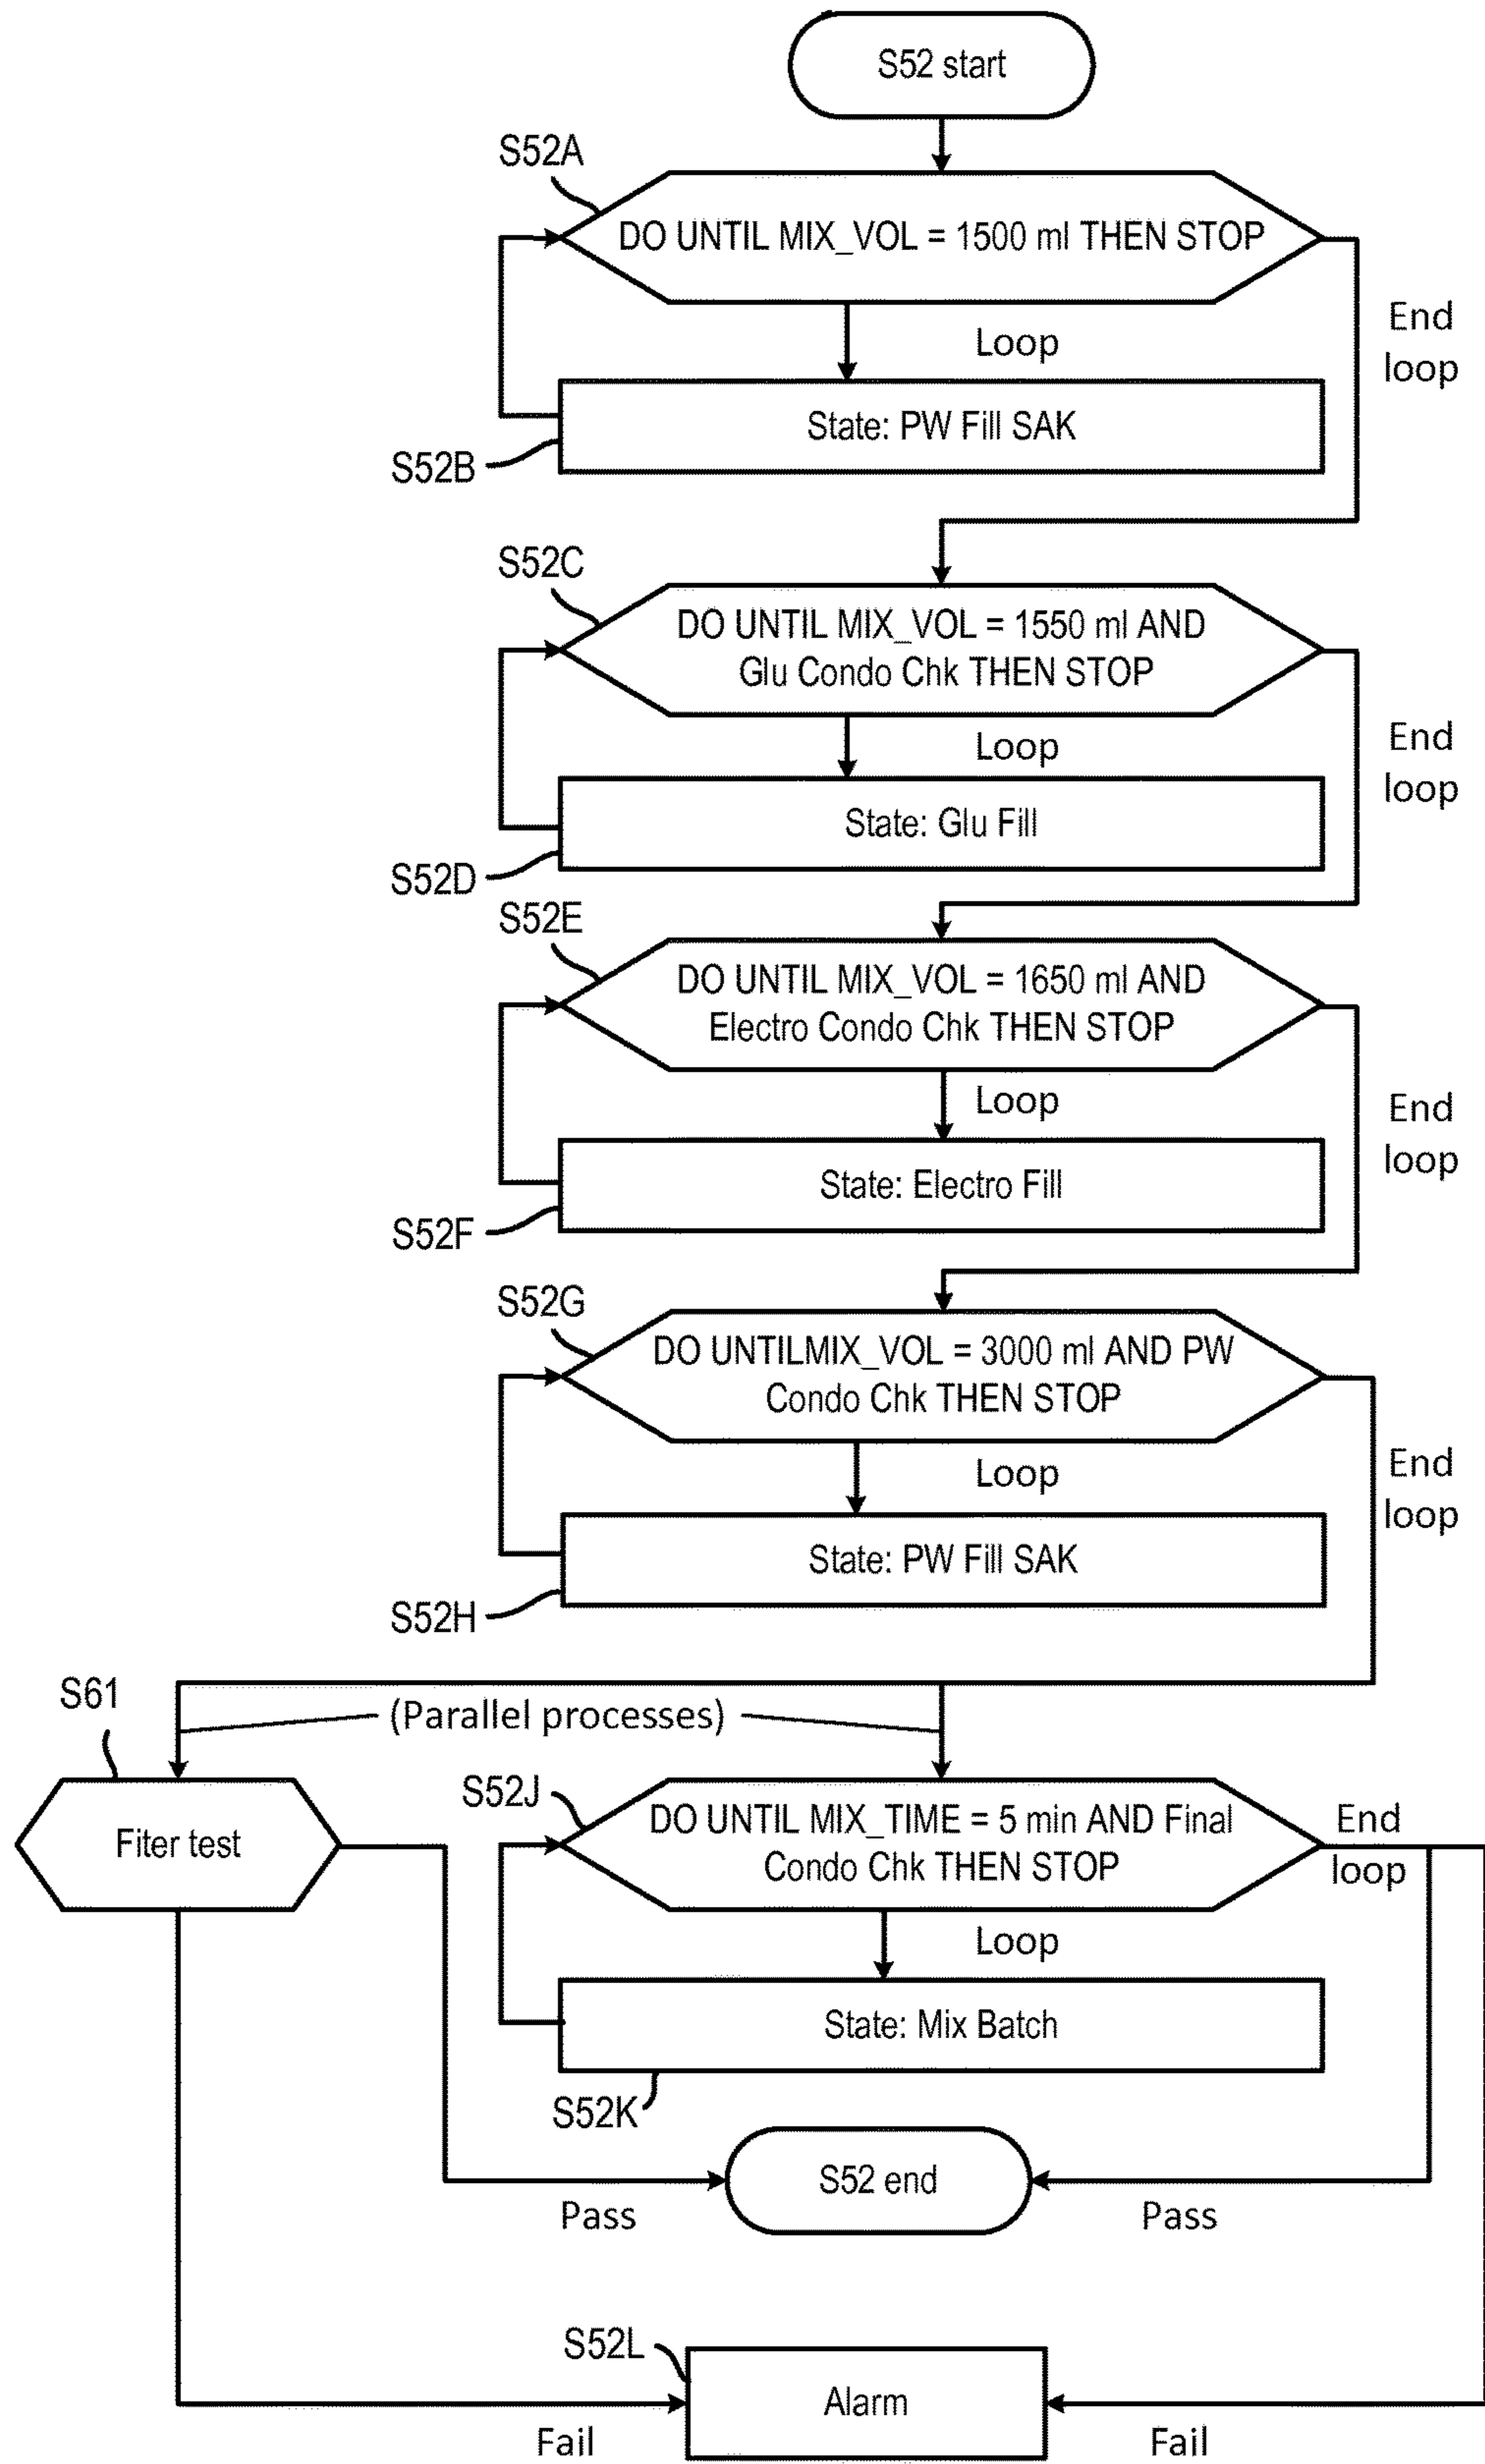 S52 start
S52A
DO UNTIL MIX_VOL = 1500 ml THEN STOP
End
loop
Loop
State: PW Fill SAK
S52B
S52C
DO UNTIL MIX_VOL = 1550 ml AND
Glu Condo Chk THEN STOP
End
loop
Loop
State: Glu Fill
S52D
S52E
DO UNTIL MIX_VOL = 1650 ml AND
Electro Condo Chk THEN STOP
End
loop
Loop
State: Electro Fill
S52F
S52G
DO UNTILMIX_VOL = 3000 ml AND PW
Condo Chk THEN STOP
End
loop
Loop
State: PW Fill SAK
S52H
S61
(Parallel processes)
Fiter test
S52J
DO UNTIL MIX_TIME = 5 min AND Final
Condo Chk THEN STOP
End
loop
Loop
State: Mix Batch
S52K
S52 end
Pass
Pass
S52L
Alarm
Fail
Fail